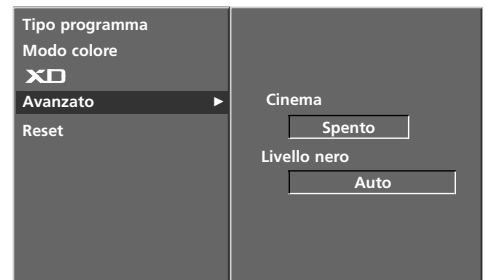 Tipo programma
Modo colore
XD
Avanzato ►
Reset
Cinema
Spento
Livello nero
Auto